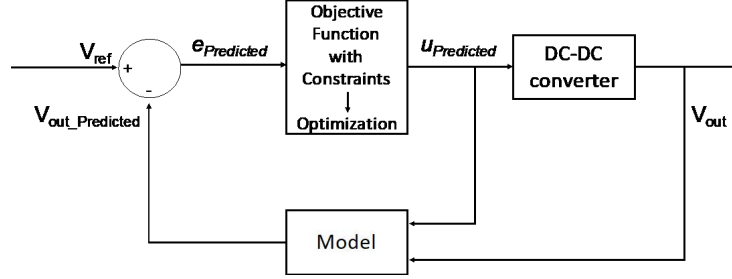 V_ref
+
-
e_Predicted
Objective
Function
with
Constraints
Optimization
u_Predicted
DC-DC
converter
V_out_Predicted
V_out
Model